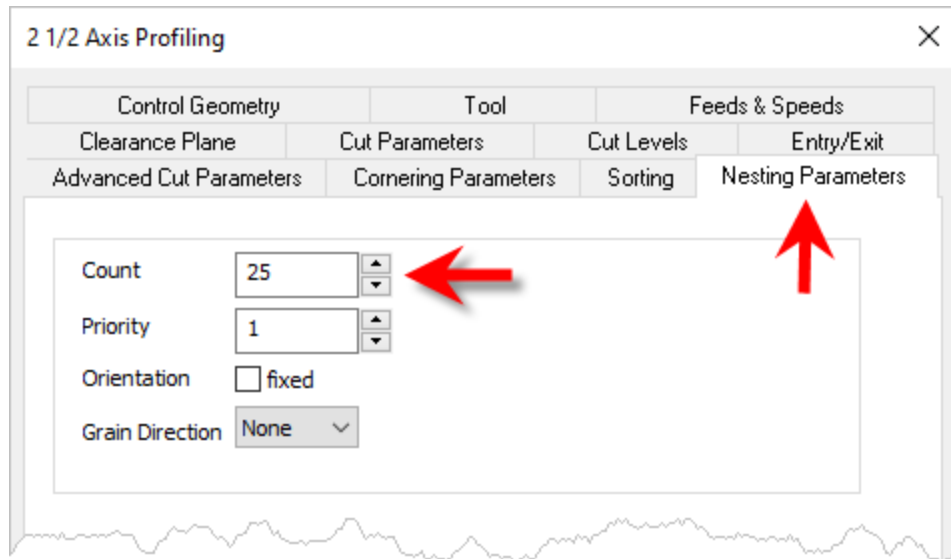 2 1/2 Axis Profiling
Control Geometry Tool Feeds & Speeds
Clearance Plane Cut Parameters Cut Levels Entry/Exit
Advanced Cut Parameters Cornering Parameters Sorting Nesting Parameters
Count 25
Priority 1
Orientation fixed
Grain Direction None